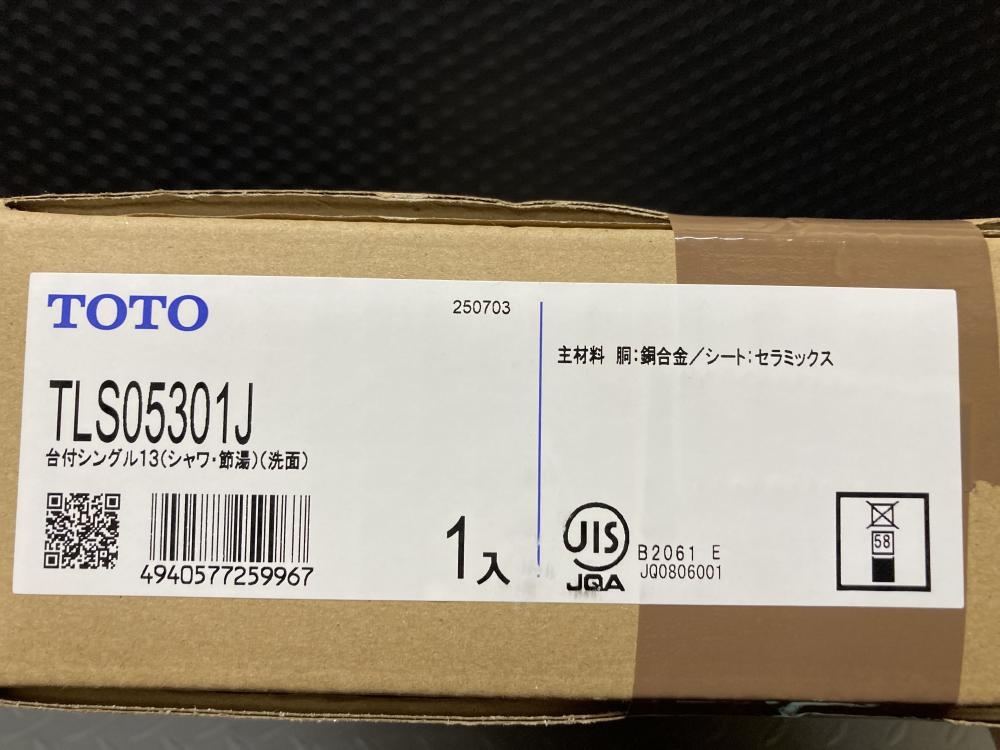 TOTO
250703
TLS05301J
台付シングル13(シャワ・節湯)(洗面)
4940577259967
1入
主材料 胴:銅合金/シート:セラミックス
JIS
JQA
B2061 E
JQ0806001
58